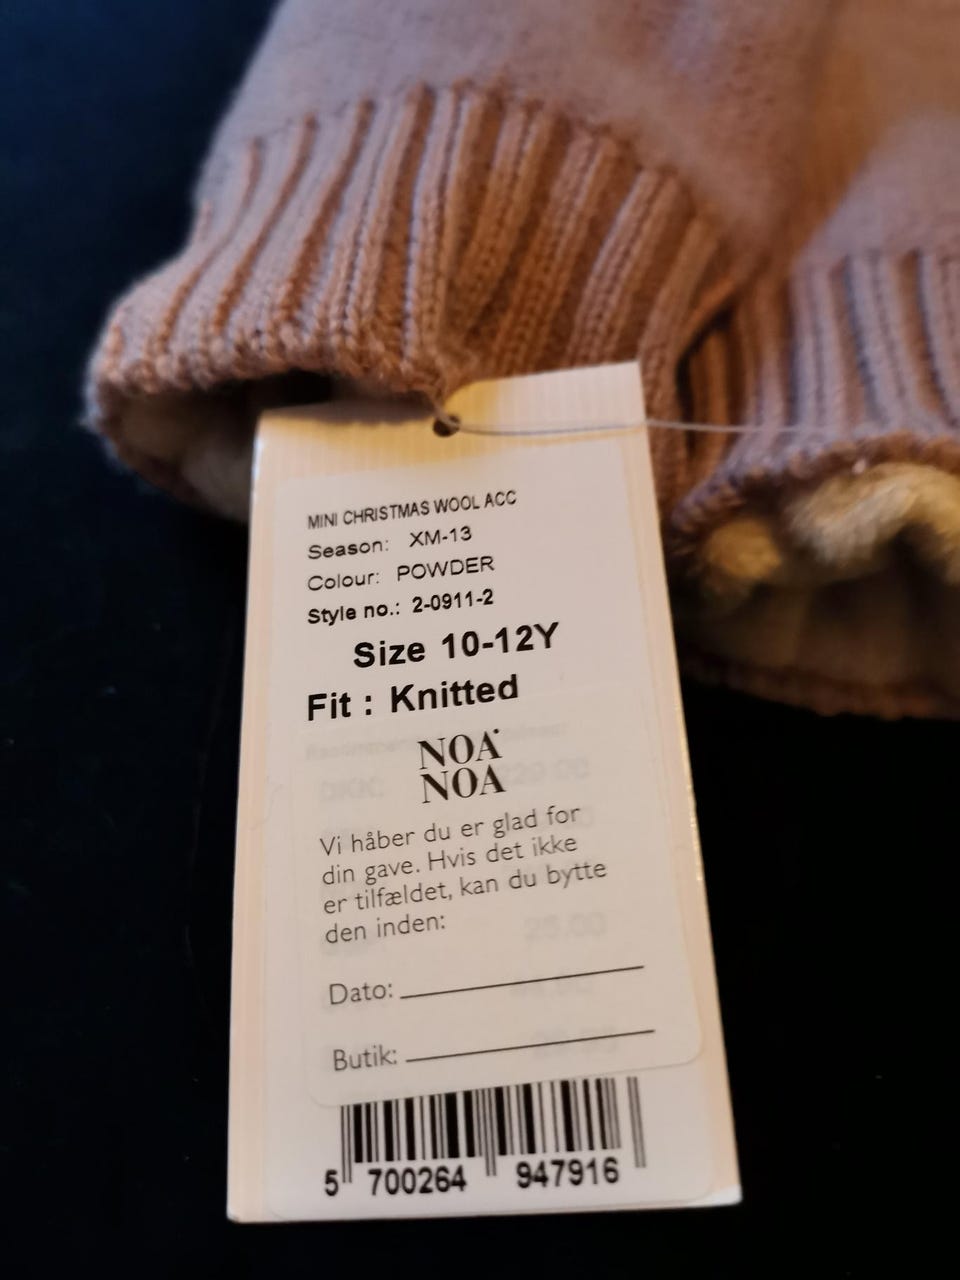 MINI CHRISTMAS WOOL ACC
Season: XM-13
Colour: POWDER
Style no.: 2-0911-2
Size 10-12Y
Fit : Knitted
NOA
NOA
Vi håber du er glad for
din gave. Hvis det ikke
er tilfældet, kan du bytte
den inden:
Dato:
Butik:
5 700264 947916